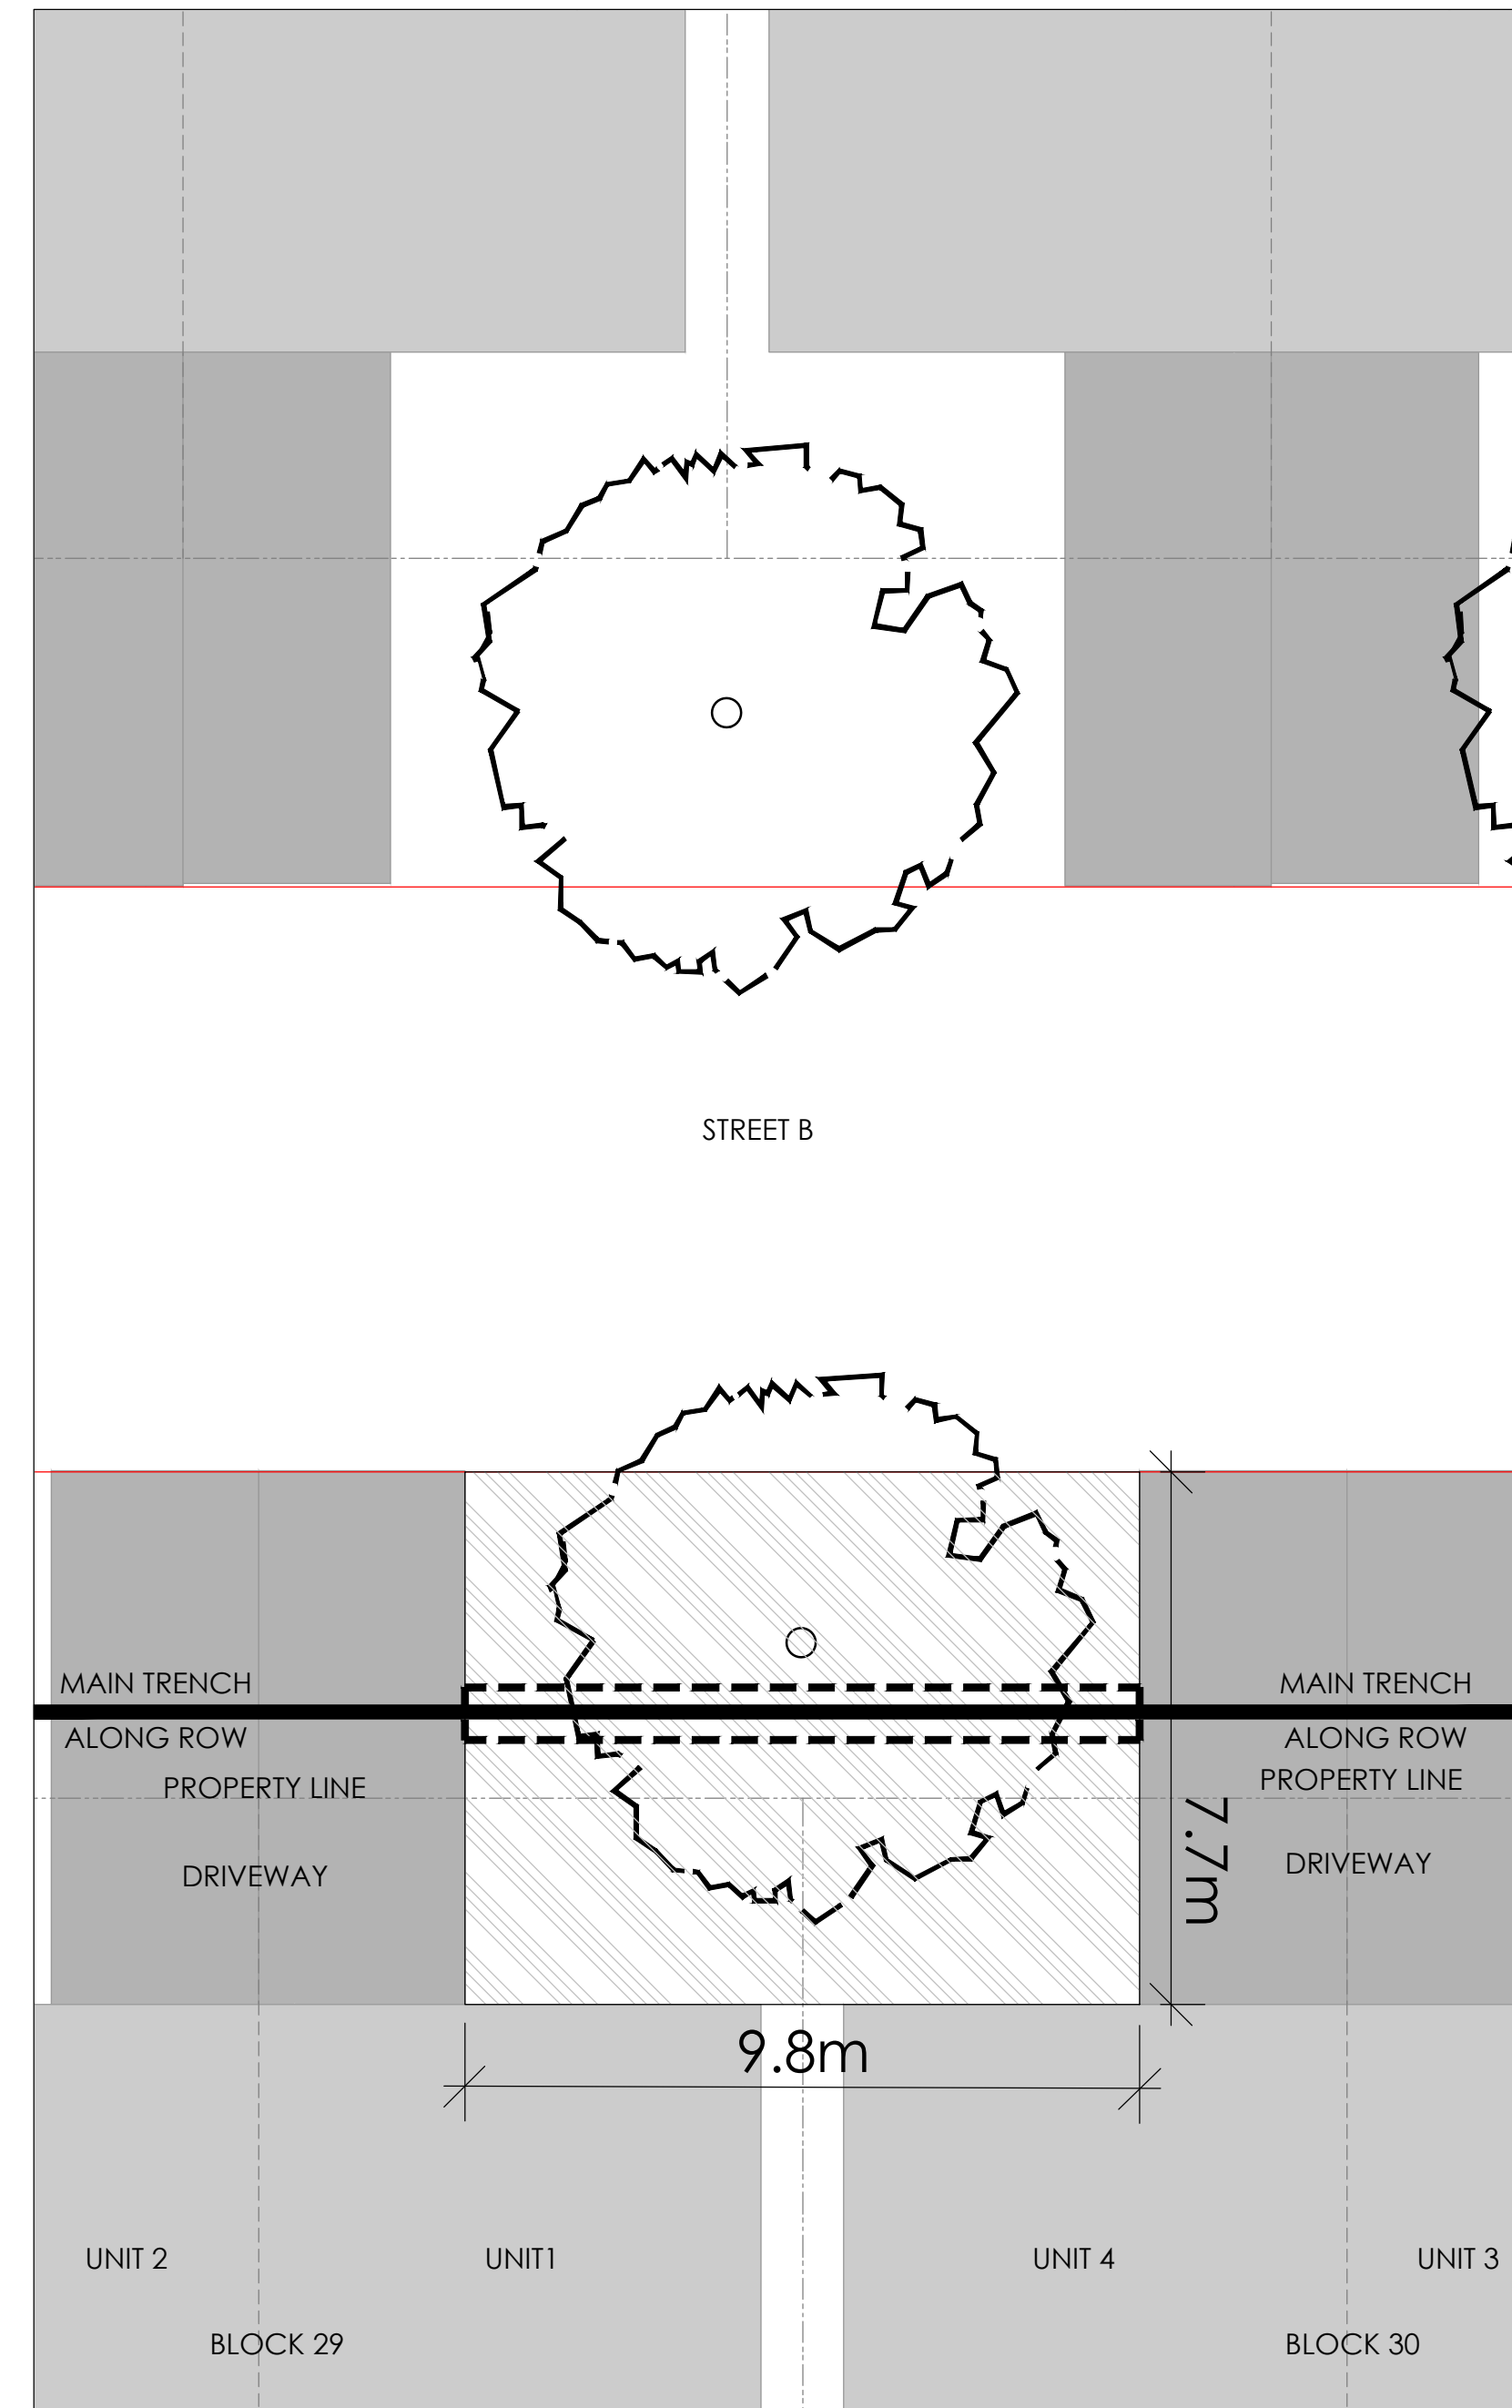 STREET B
MAIN TRENCH
MAIN TRENCH
ALONG ROW
ALONG ROW
PROPERTY LINE
PROPERTY LINE
7.7m
DRIVEWAY
DRIVEWAY
9.8m
UNIT 2
UNIT1
UNIT 4
UNIT 3
BLOCK 29
BLOCK 30